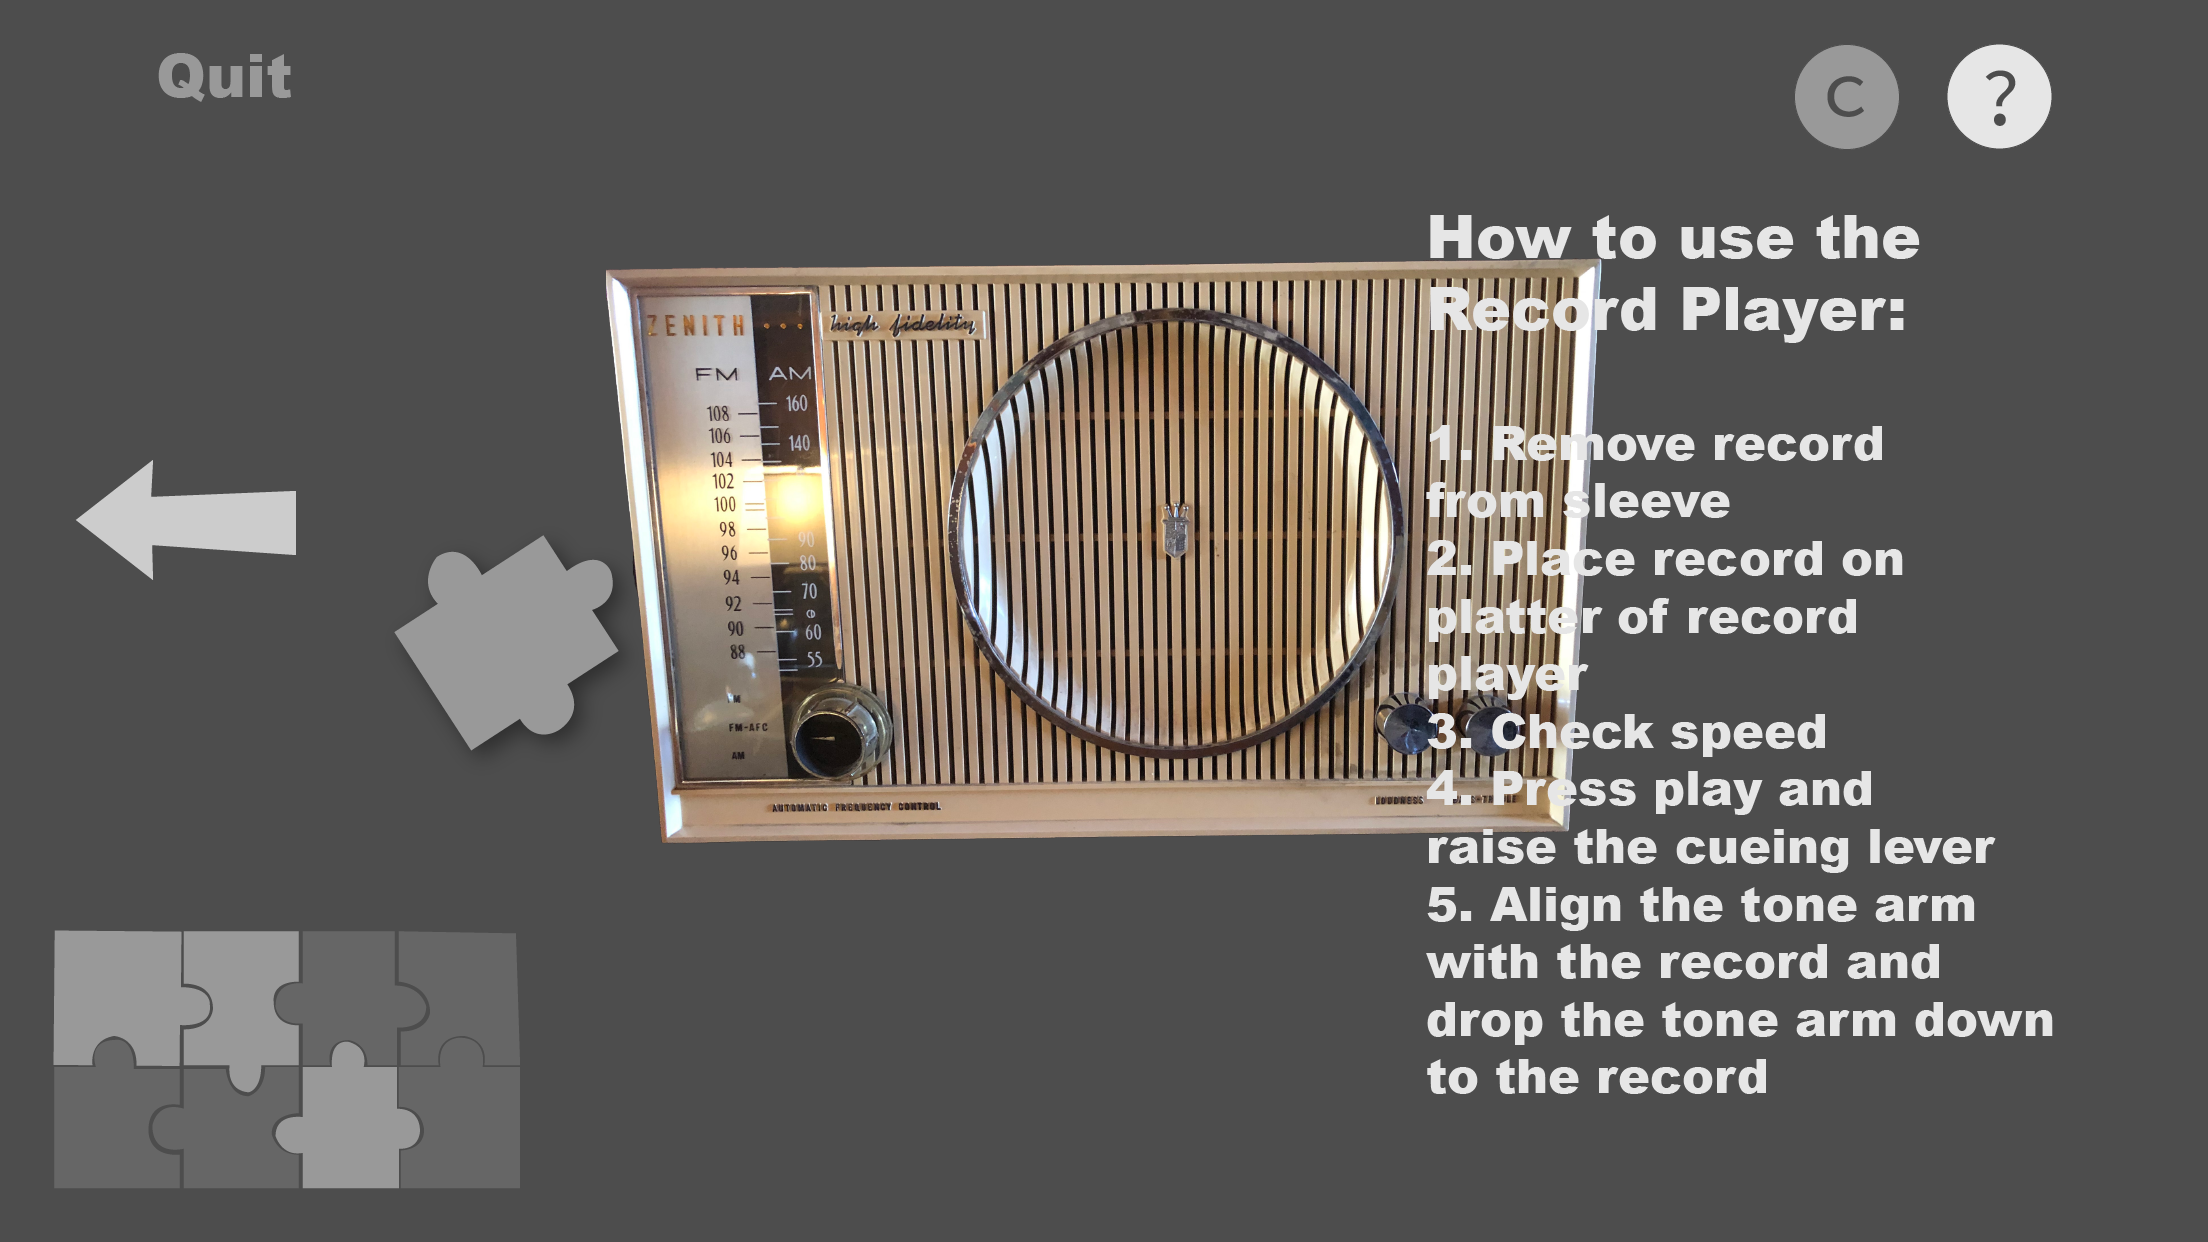 Quit
C
?
How to use the
Record Player:
1. Remove record
from sleeve
2. Place record on
platter of record
player
3. Check speed
4. Press play and
raise the cueing lever
5. Align the tone arm
with the record and
drop the tone arm down
to the record
ZENITH
high fidelity
FM AM
108 160
106
140
104
102
100
98
90
96
80
94
70
92
90 60
88
55
FM
FM-AFC
AM
AUTOMATIC FREQUENCY CONTROL
LOUDNESS